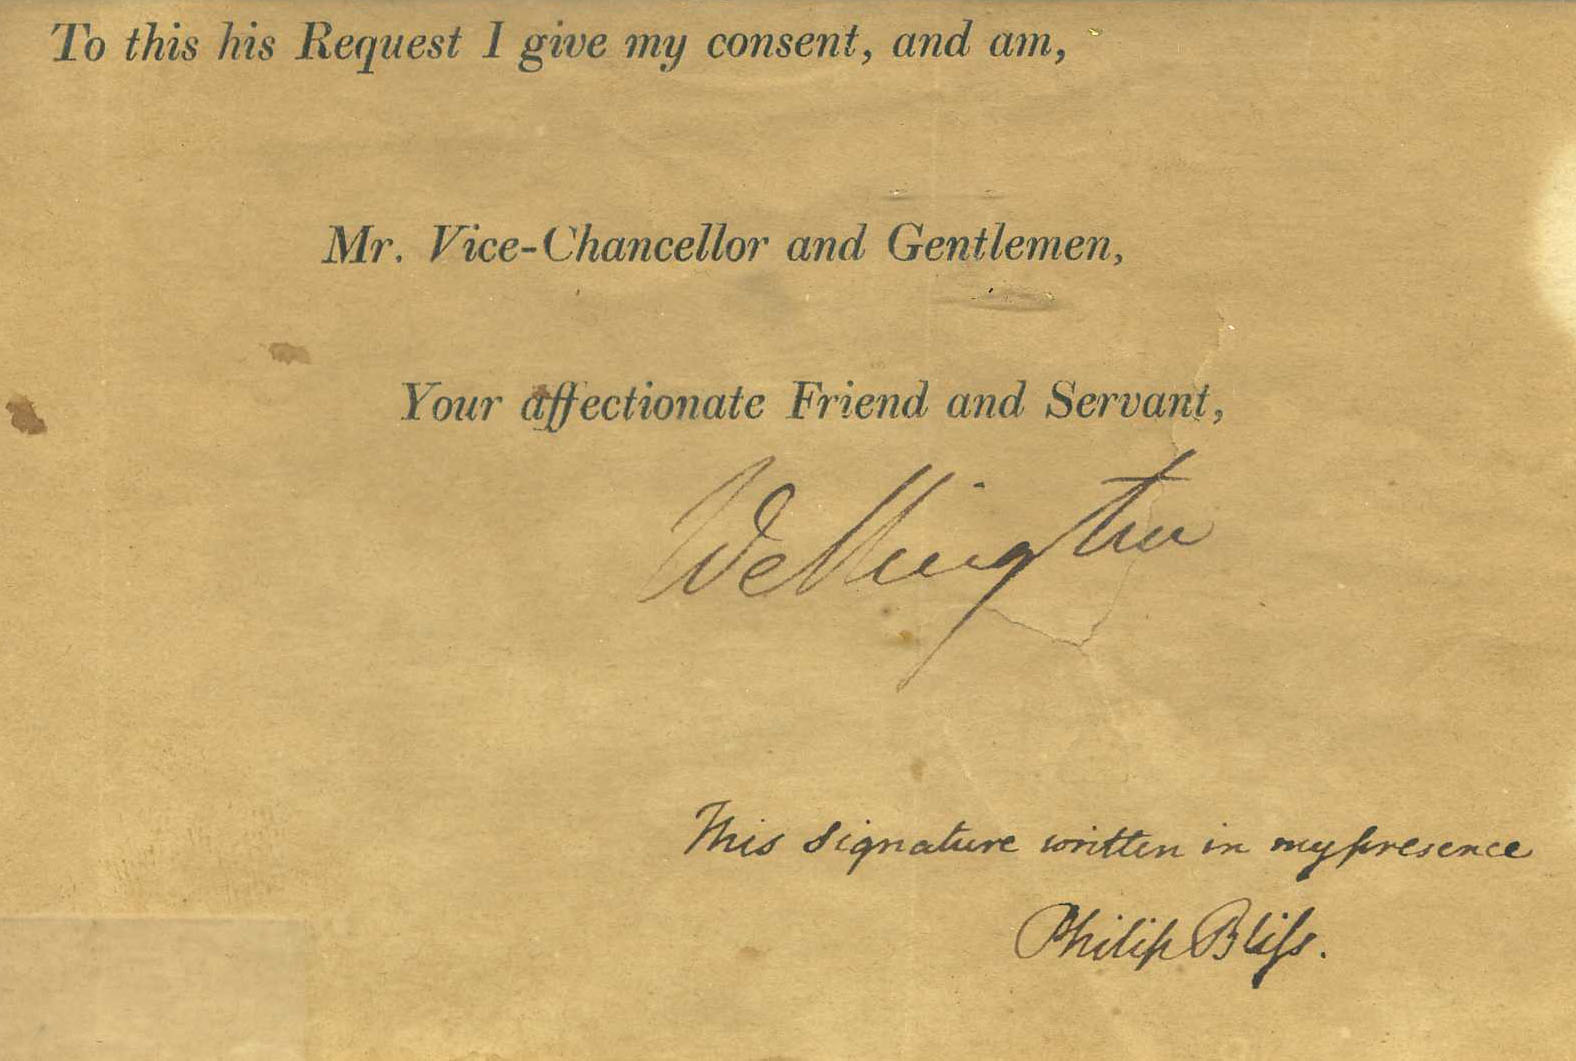 To this his Request I give my consent, and am,
Mr. Vice-Chancellor and Gentlemen,
Your affectionate Friend and Servant,
Wellington
This signature written in my presence
Philip Bliſs.